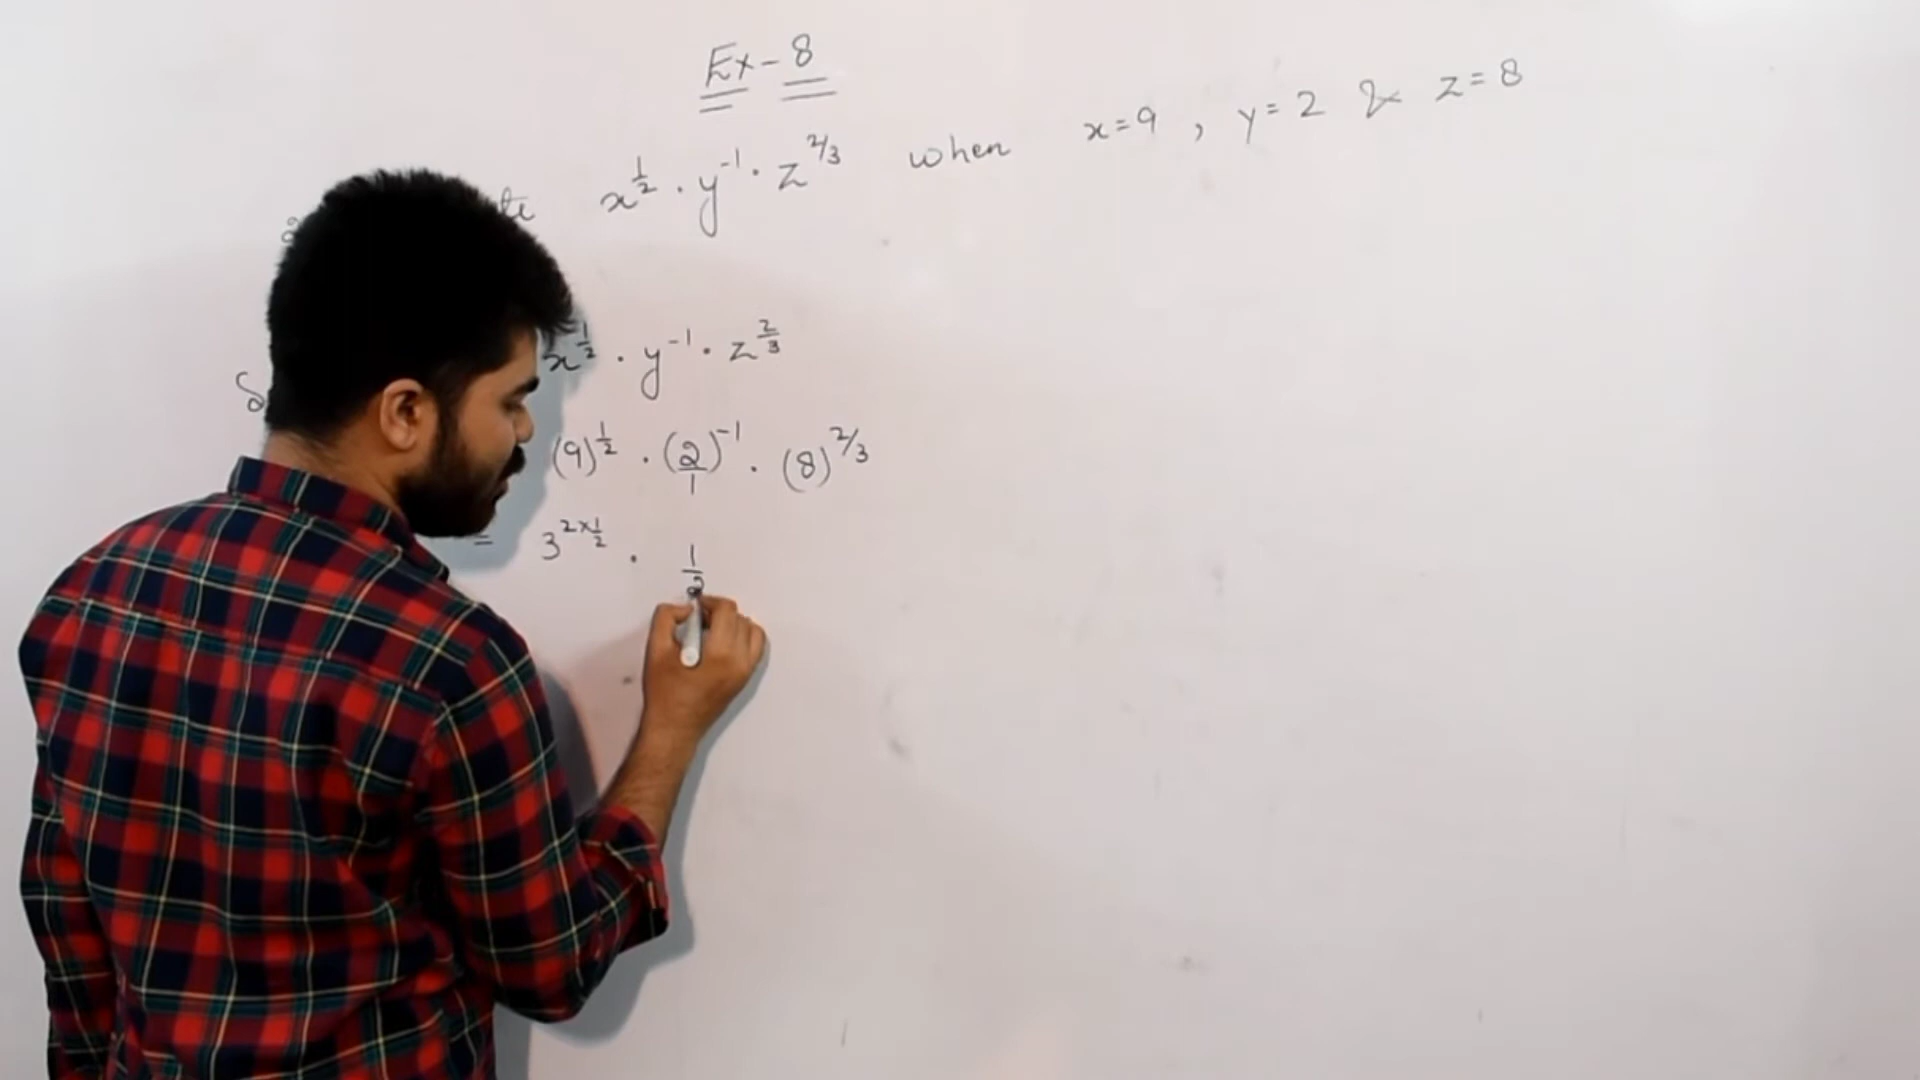 Ex-8
x^{1/2} · y^{-1} · z^{2/3} when x=9, y=2 & z=8
x^{1/2} · y^{-1} · z^{2/3}
(9)^{1/2} · (2/1)^{-1} · (8)^{2/3}
= 3^{2×1/2} · 1/2